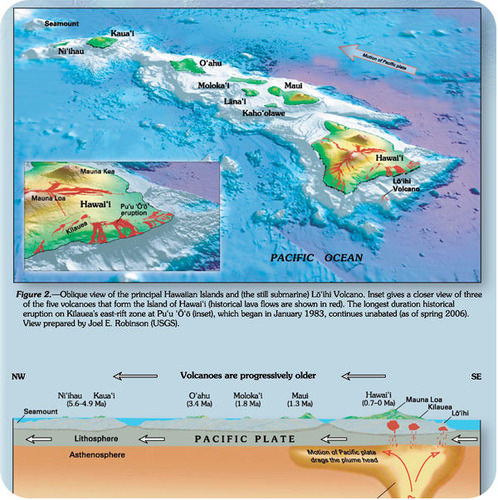 Seamount
Kaua'i
Ni'ihau
O'ahu
Moloka'i
Maui
Lāna'i
Kaho'olawe
Motion of Pacific plate
Hawai'i
Lō'ihi
Volcano
PACIFIC OCEAN
Mauna Kea
Mauna Loa
Hawai'i
Pu'u 'Ō'ō
eruption
Kilauea
Figure 2.—Oblique view of the principal Hawaiian Islands and (the still submarine) Lō'ihi Volcano. Inset gives a closer view of three
of the five volcanoes that form the Island of Hawai'i (historical lava flows are shown in red). The longest duration historical
eruption on Kilauea's east-rift zone at Pu'u 'Ō'ō (inset), which began in January 1983, continues unabated (as of spring 2006).
View prepared by Joel E. Robinson (USGS).
NW
Volcanoes are progressively older
SE
Ni'ihau Kaua'i
(5.6-4.9 Ma)
O'ahu
(3.4 Ma)
Moloka'i
(1.8 Ma)
Maui
(1.3 Ma)
Hawai'i
(0.7-0 Ma)
Mauna Loa
Kilauea
Lō'ihi
Seamount
Lithosphere
PACIFIC PLATE
Asthenosphere
Motion of Pacific plate
drags the plume head